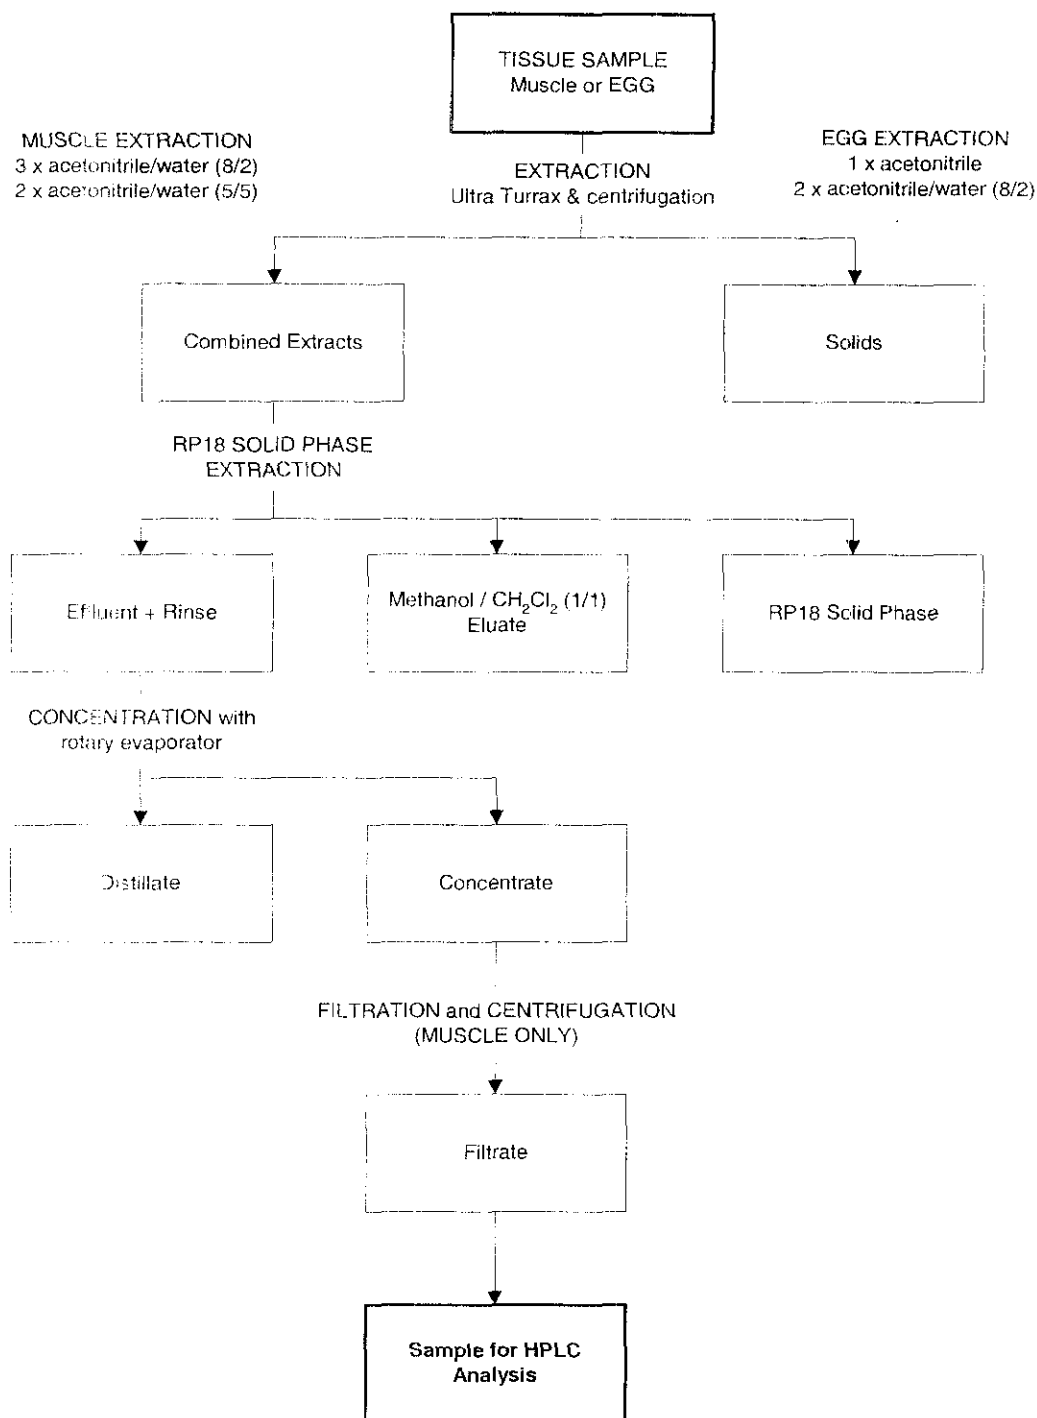 TISSUE SAMPLE
Muscle or EGG
MUSCLE EXTRACTION
3 x acetonitrile/water (8/2)
2 x acetonitrile/water (5/5)
EXTRACTION
Ultra Turrax & centrifugation
EGG EXTRACTION
1 x acetonitrile
2 x acetonitrile/water (8/2)
Combined Extracts
Solids
RP18 SOLID PHASE
EXTRACTION
Effluent + Rinse
Methanol / CH₂Cl₂ (1/1)
Eluate
RP18 Solid Phase
CONCENTRATION with
rotary evaporator
Distillate
Concentrate
FILTRATION and CENTRIFUGATION
(MUSCLE ONLY)
Filtrate
Sample for HPLC
Analysis